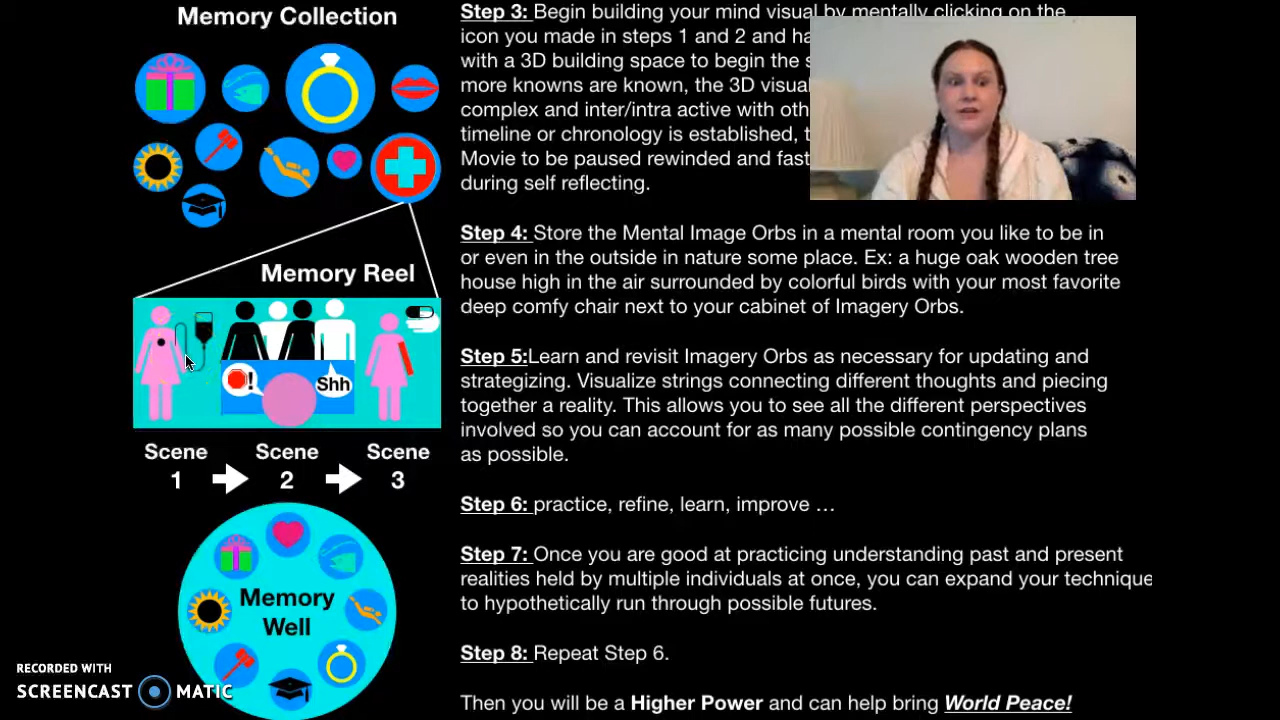 Memory Collection
Memory Reel
!
Shh
Scene
1
Scene
2
Scene
3
Memory
Well
RECORDED WITH
SCREENCAST MATIC
Step 3: Begin building your mind visual by mentally clicking on the
icon you made in steps 1 and 2 and
with a 3D building space to begin the
more knowns are known, the 3D
complex and inter/intra active with
timeline or chronology is established,
Movie to be paused rewinded and
during self reflecting.
Step 4: Store the Mental Image Orbs in a mental room you like to be in
or even in the outside in nature some place. Ex: a huge oak wooden tree
house high in the air surrounded by colorful birds with your most favorite
deep comfy chair next to your cabinet of Imagery Orbs.
Step 5:Learn and revisit Imagery Orbs as necessary for updating and
strategizing. Visualize strings connecting different thoughts and piecing
together a reality. This allows you to see all the different perspectives
involved so you can account for as many possible contingency plans
as possible.
Step 6: practice, refine, learn, improve …
Step 7: Once you are good at practicing understanding past and present
realities held by multiple individuals at once, you can expand your technique
to hypothetically run through possible futures.
Step 8: Repeat Step 6.
Then you will be a Higher Power and can help bring World Peace!